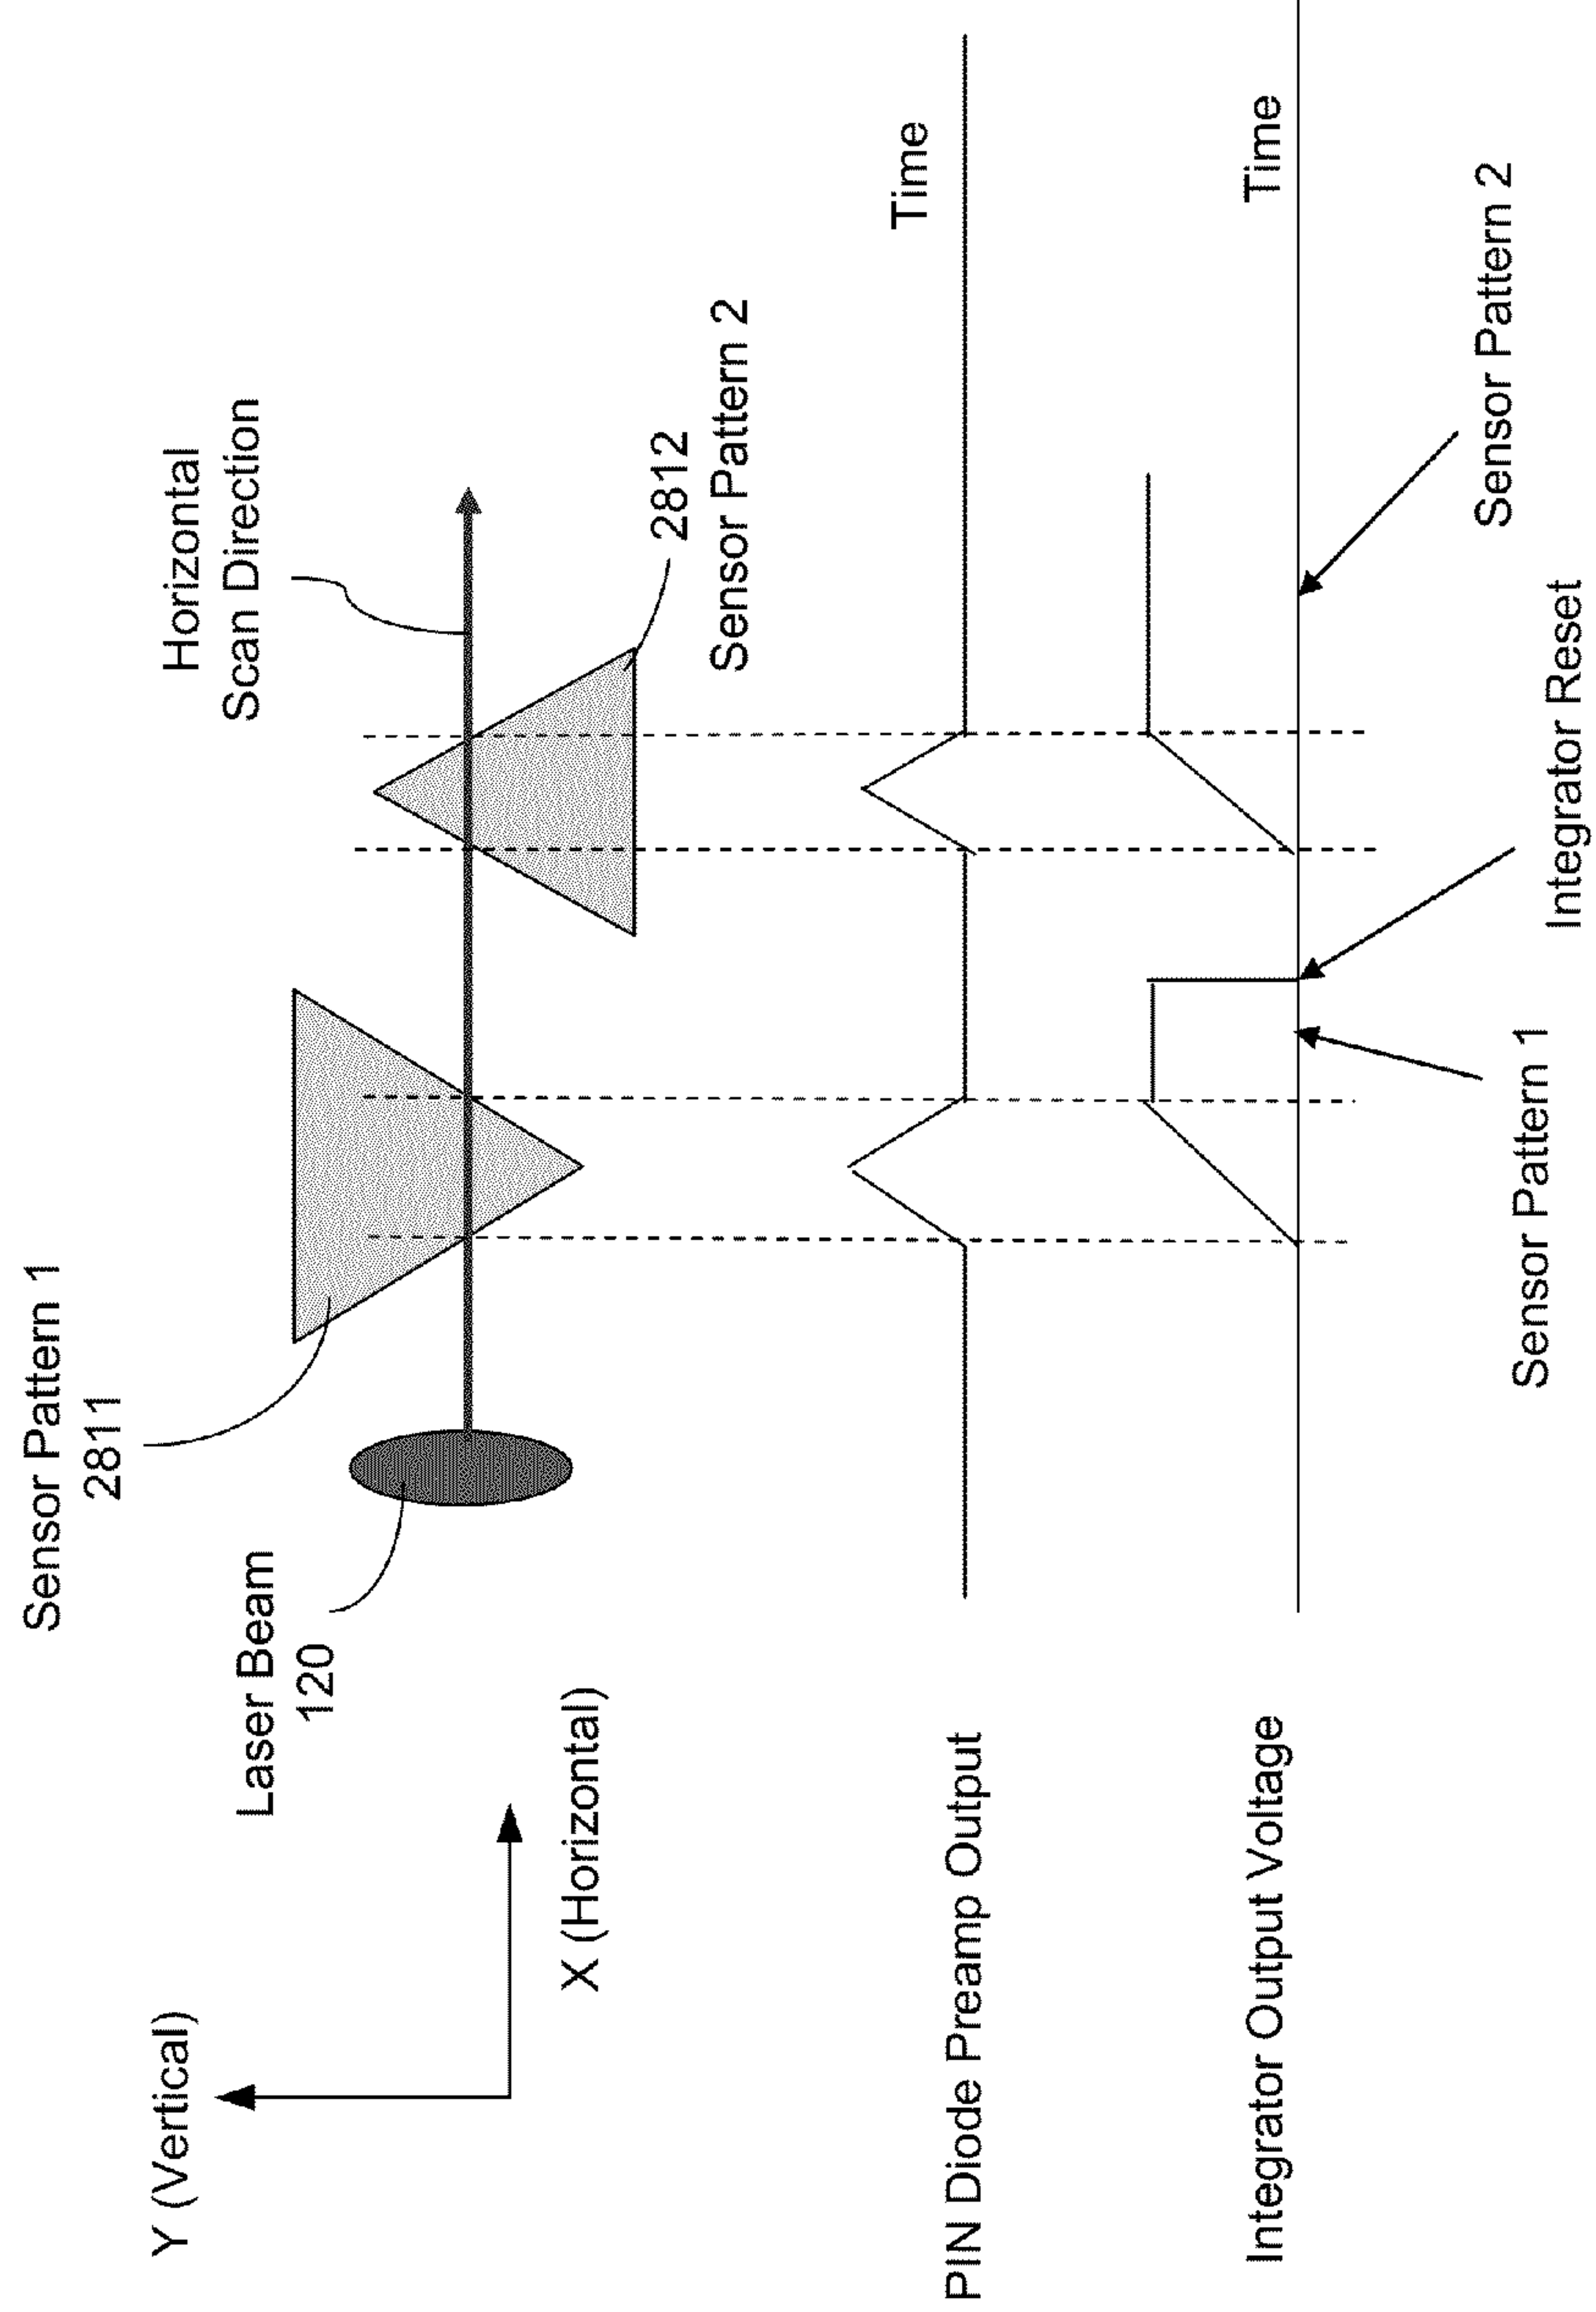 Sensor Pattern 1
2811
Laser Beam
120
Horizontal
Scan Direction
2812
Sensor Pattern 2
Y (Vertical)
X (Horizontal)
PIN Diode Preamp Output
Time
Integrator Output Voltage
Time
Sensor Pattern 1
Integrator Reset
Sensor Pattern 2